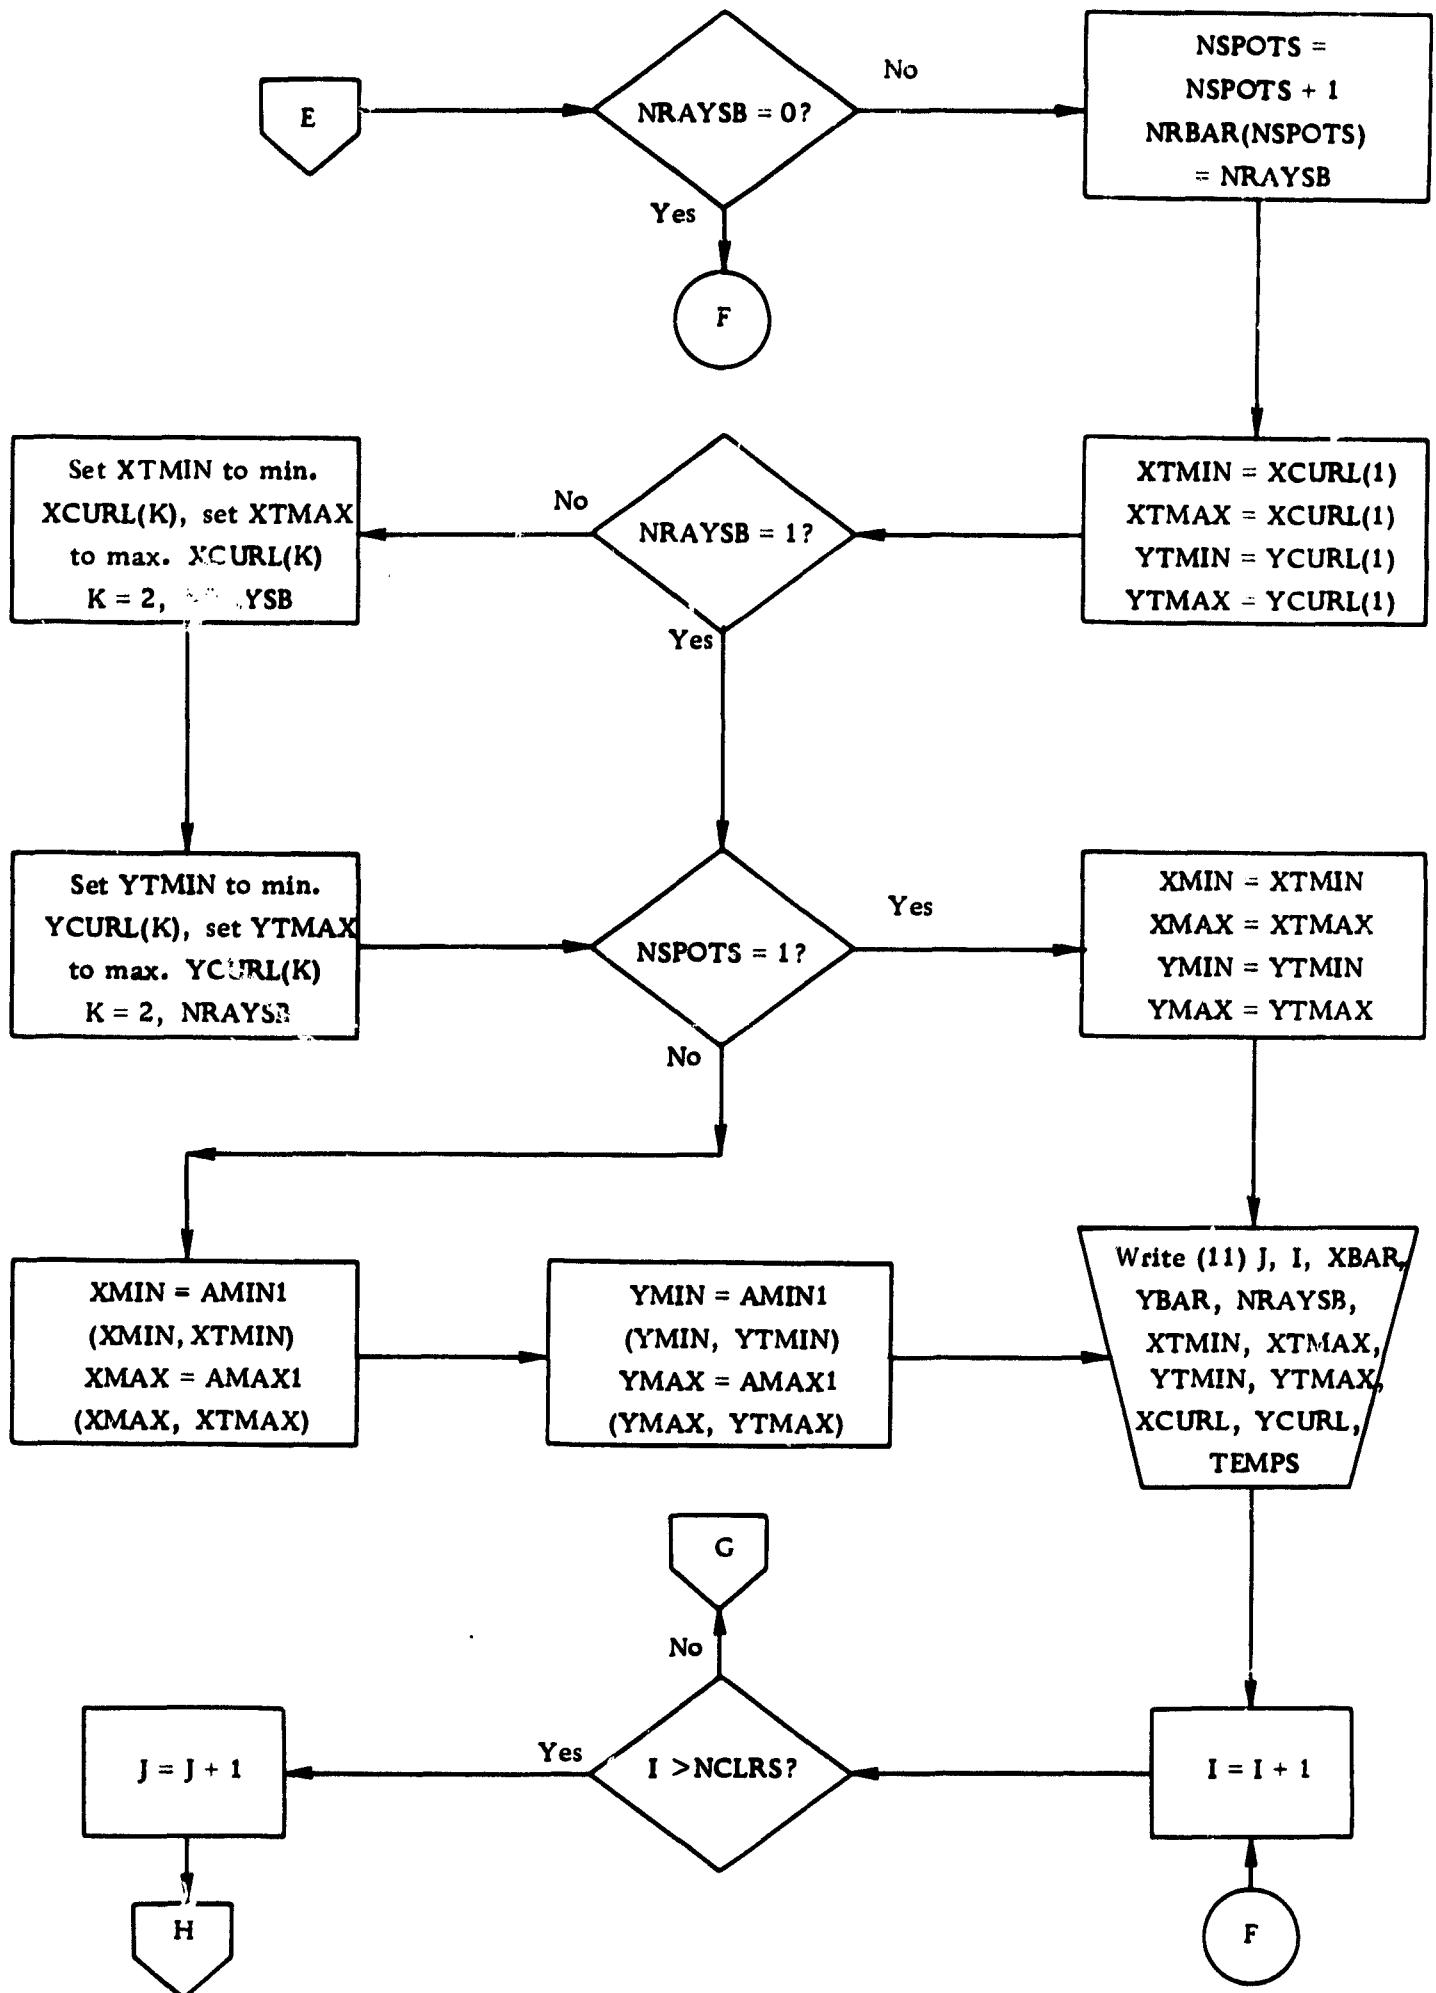 E
NRAYSB = 0?
No
Yes
NSPOTS =
NSPOTS + 1
NRBAR(NSPOTS)
= NRAYSB
F
XTMIN = XCURL(1)
XTMAX = XCURL(1)
YTMIN = YCURL(1)
YTMAX = YCURL(1)
NRAYSB = 1?
No
Yes
Set XTMIN to min.
XCURL(K), set XTMAX
to max. XCURL(K)
K = 2,
Set YTMIN to min.
YCURL(K), set YTMAX
to max. YCURL(K)
K = 2, NRAYSB
NSPOTS = 1?
Yes
No
XMIN = XTMIN
XMAX = XTMAX
YMIN = YTMIN
YMAX = YTMAX
XMIN = AMIN1
(XMIN, XTMIN)
XMAX = AMAX1
(XMAX, XTMAX)
YMIN = AMIN1
(YMIN, YTMIN)
YMAX = AMAX1
(YMAX, YTMAX)
Write (11) J, I, XBAR,
YBAR, NRAYSB,
XTMIN, XTMAX,
YTMIN, YTMAX,
XCURL, YCURL,
TEMPS
G
No
I >NCLRS?
Yes
I = I + 1
J = J + 1
H
F